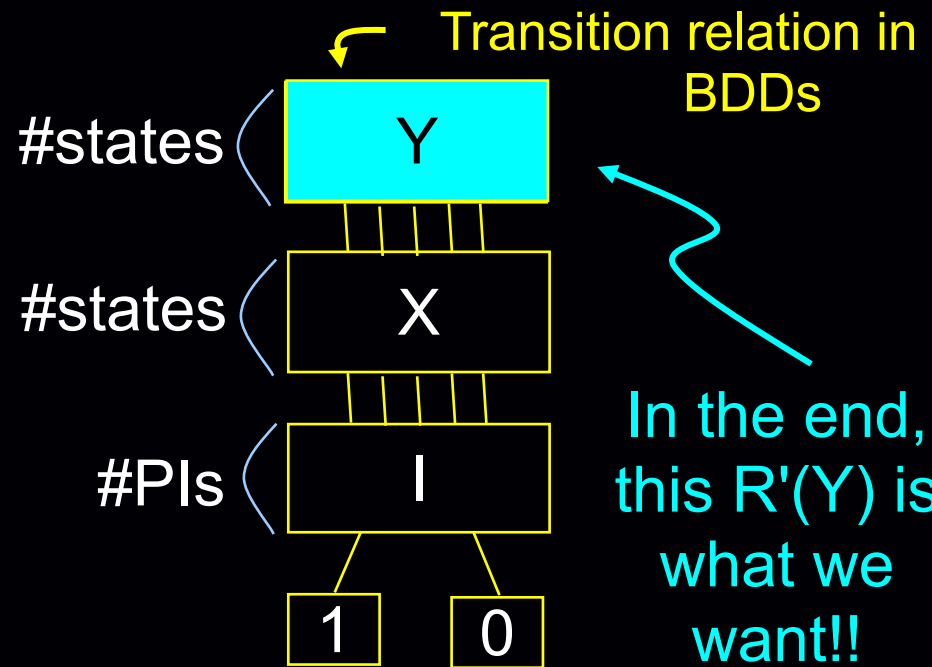 Transition relation in
BDDs
#states
Y
#states
X
#PIs
I
In the end,
this R'(Y) is
what we
want!!
1
0